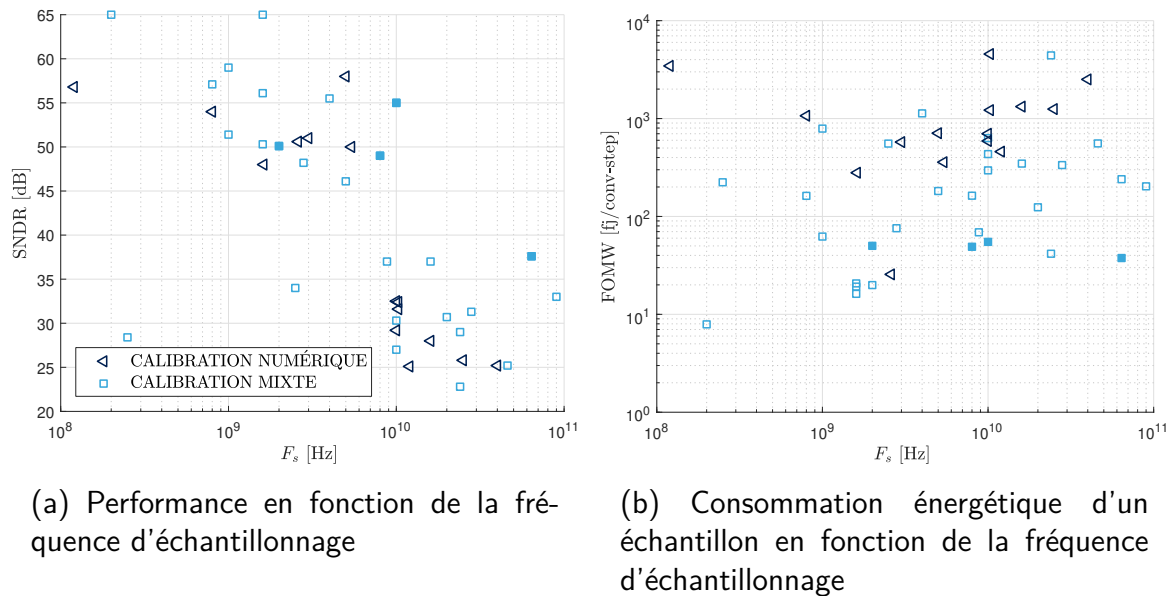 65
60
55
50
45
40
35
30
25
20
SNDR [dB]
CALIBRATION NUMÉRIQUE
CALIBRATION MIXTE
10^8
10^9
10^10
10^11
F_s [Hz]
(a) Performance en fonction de la fré-
quence d'échantillonnage
10^4
10^3
10^2
10^1
10^0
FOMW [fj/conv-step]
10^8
10^9
10^10
10^11
F_s [Hz]
(b) Consommation énergétique d'un
échantillon en fonction de la fréquence
d'échantillonnage